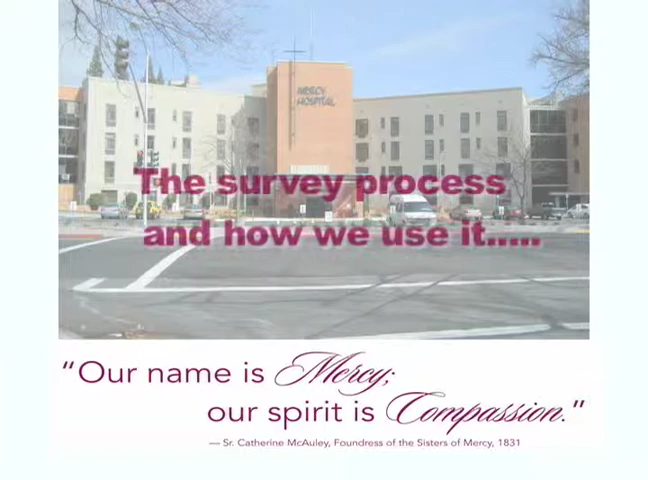 MERCY
HOSPITAL
The survey process
and how we use it.....
“Our name is Mercy;
our spirit is Compassion.”
— Sr. Catherine McAuley, Foundress of the Sisters of Mercy, 1831